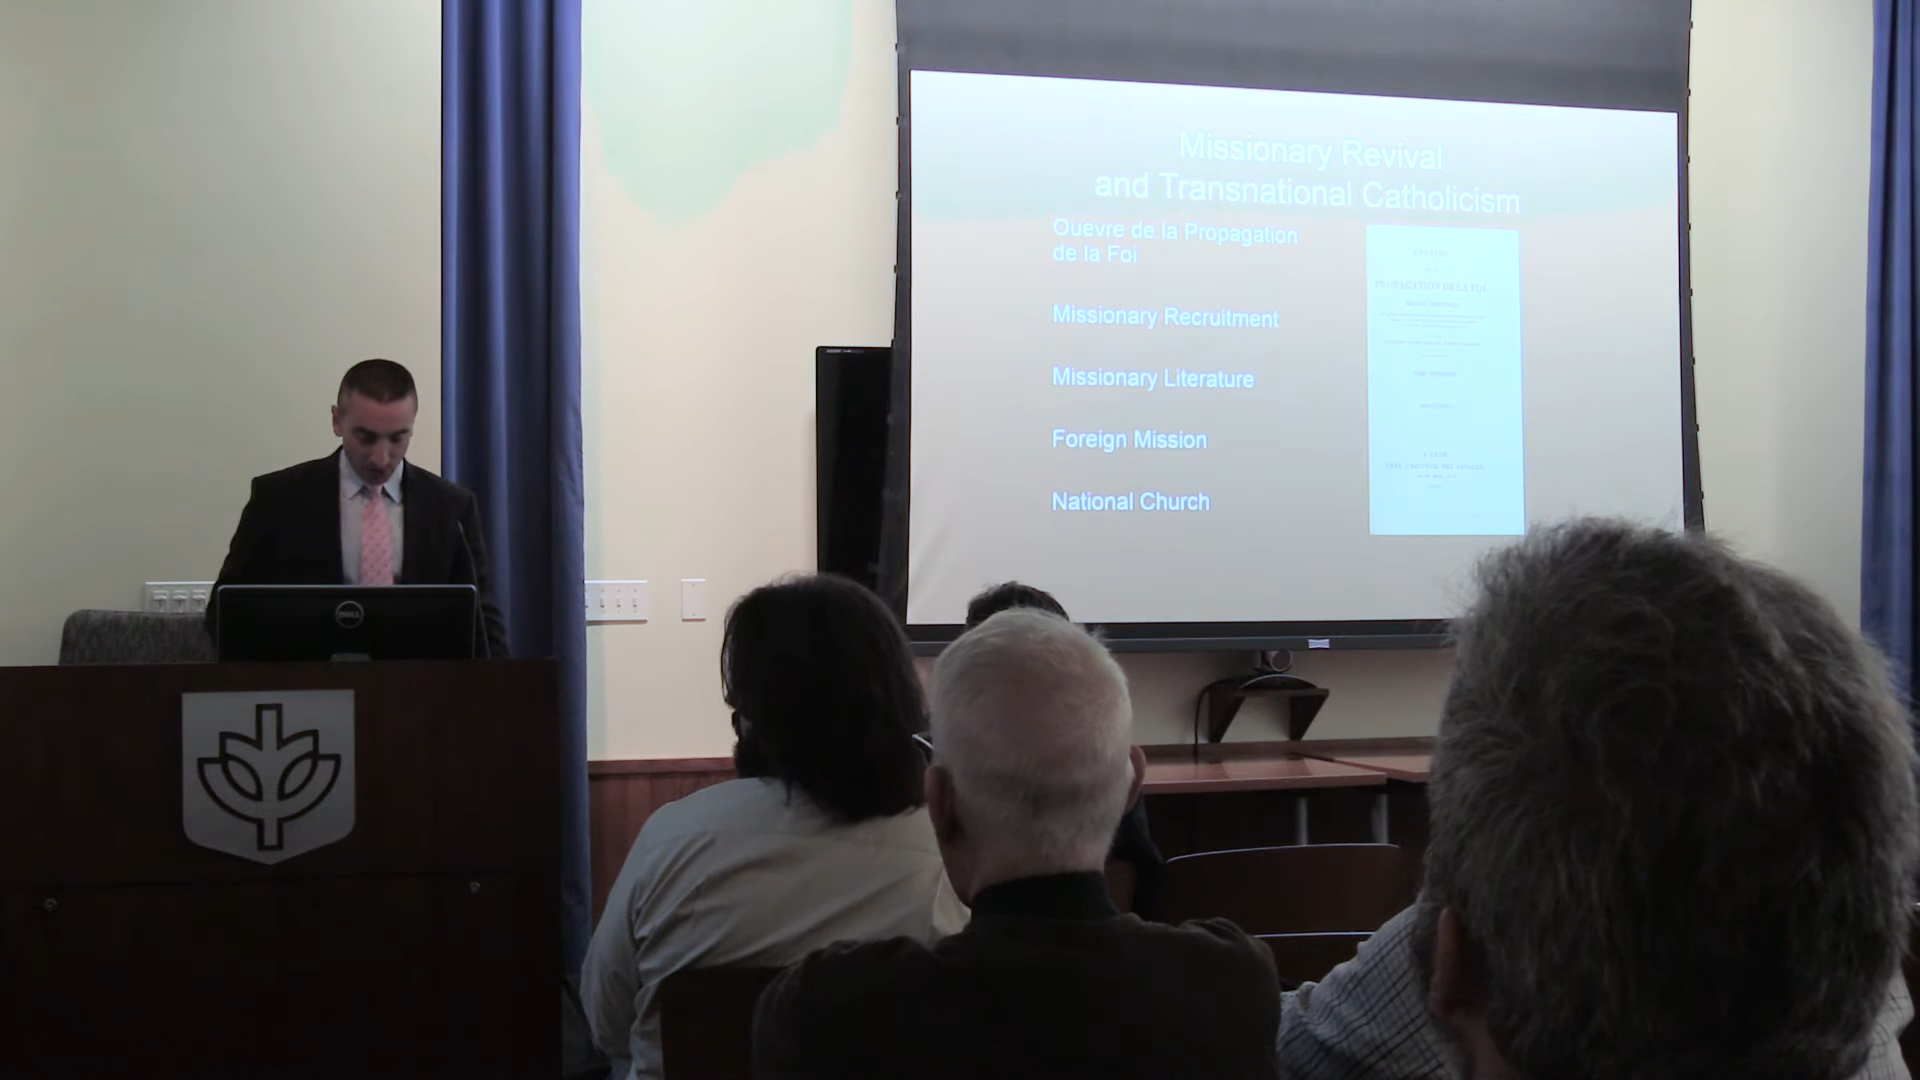 Missionary Revival
and Transnational Catholicism
Ouevre de la Propagation
de la Foi
Missionary Recruitment
Missionary Literature
Foreign Mission
National Church
PROPAGATION DE LA FOI
DELL